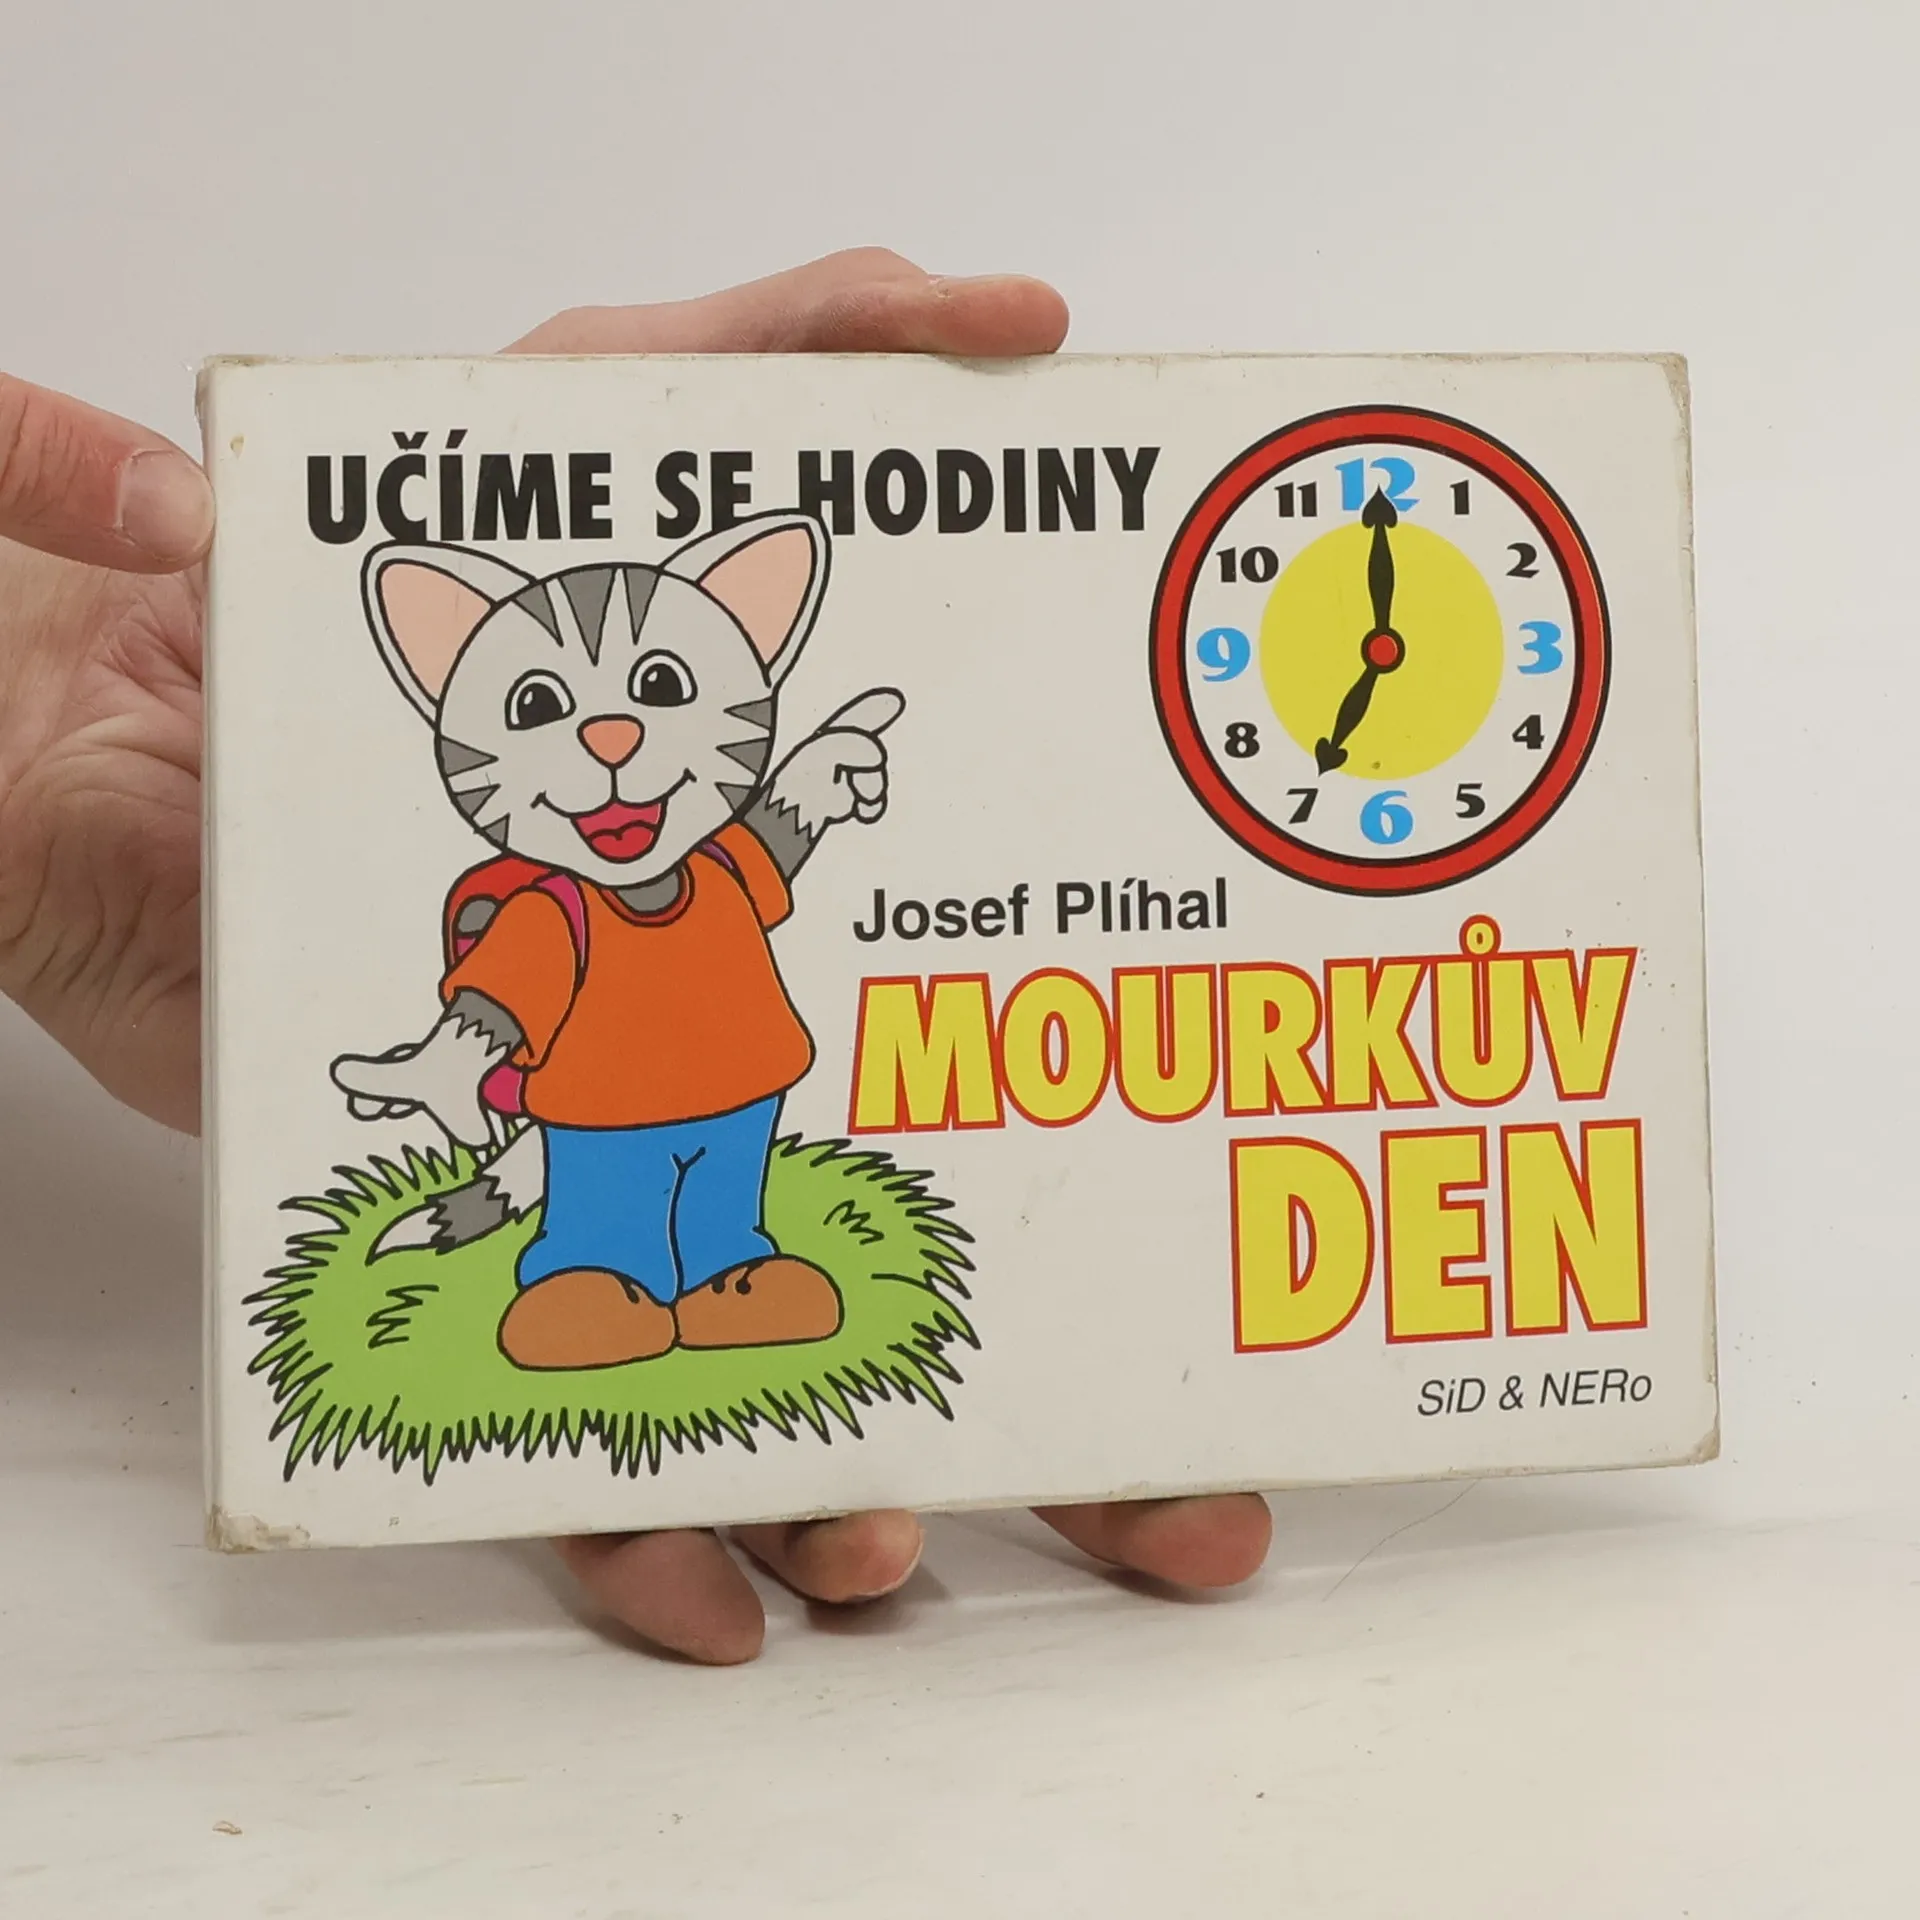 UČÍME SE HODINY
12
11 1
10 2
9 3
8 4
7 5
6
Josef Plíhal
MOURKŮV
DEN
SiD & NERo